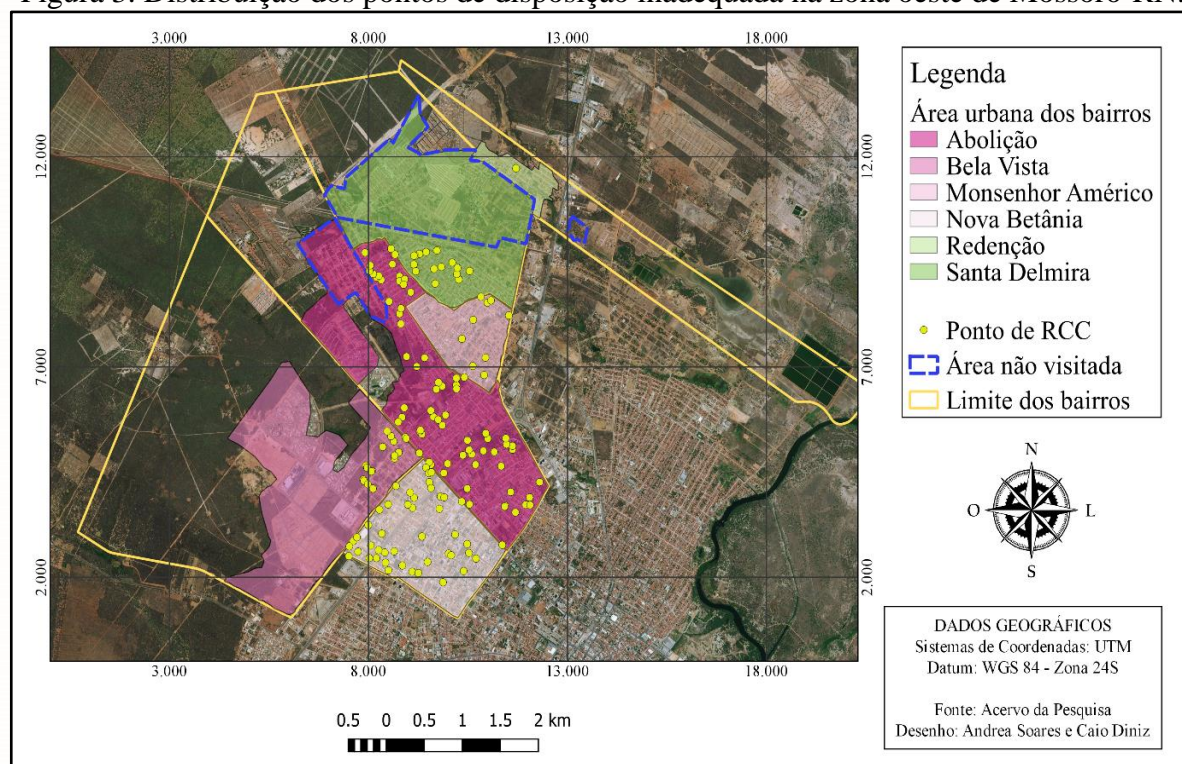 Figura 3: Distribuição dos pontos de disposição inadequada na zona oeste de Mossoró-RN.
3.000 8.000 13.000 18.000
12.000 12.000
7.000 7.000
2.000 2.000
3.000 8.000 13.000 18.000
0.5 0 0.5 1 1.5 2 km
Legenda
Área urbana dos bairros
Abolição
Bela Vista
Monsenhor Américo
Nova Betânia
Redenção
Santa Delmira
Ponto de RCC
Área não visitada
Limite dos bairros
N
O L
S
DADOS GEOGRÁFICOS
Sistemas de Coordenadas: UTM
Datum: WGS 84 - Zona 24S
Fonte: Acervo da Pesquisa
Desenho: Andrea Soares e Caio Diniz